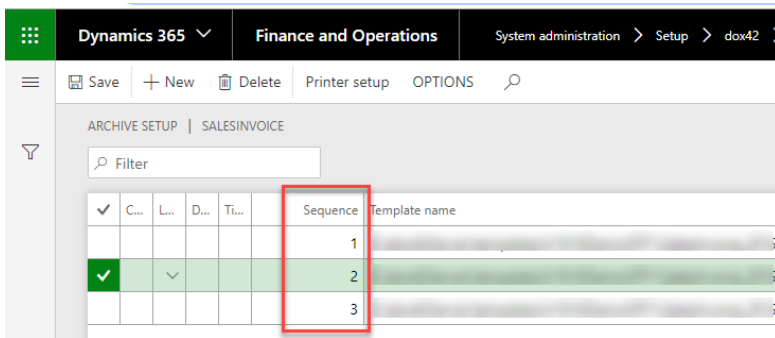 Dynamics 365 Finance and Operations System administration > Setup > dox42
Save + New Delete Printer setup OPTIONS
ARCHIVE SETUP | SALESINVOICE
Filter
C... L... D... Ti... Sequence Template name
1
2
3